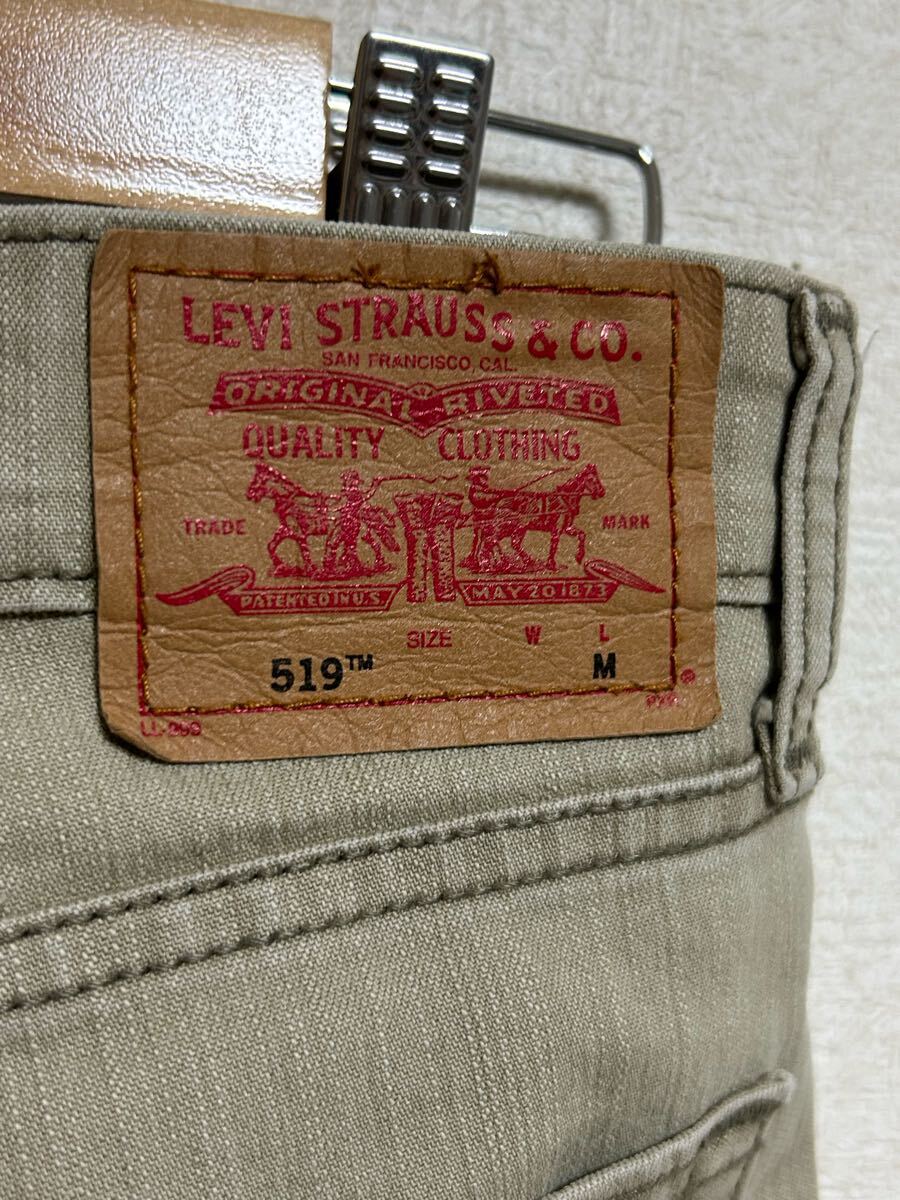 LEVI STRAUSS & CO.
SAN FRANCISCO, CAL.
ORIGINAL RIVETED
QUALITY CLOTHING
TRADE MARK
PATENTED IN U.S. MAY 20 1873
SIZE W L
519™ M
®